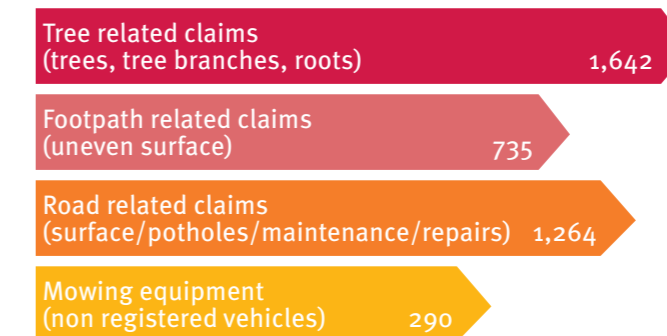 Tree related claims
(trees, tree branches, roots) 1,642
Footpath related claims
(uneven surface) 735
Road related claims
(surface/potholes/maintenance/repairs) 1,264
Mowing equipment
(non registered vehicles) 290